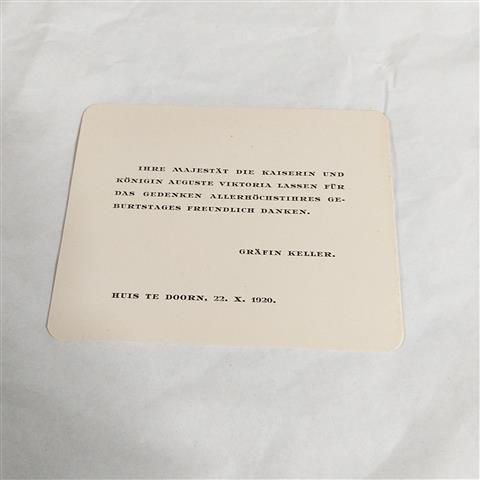 IHRE MAJESTÄT DIE KAISERIN UND
KÖNIGIN AUGUSTE VIKTORIA LASSEN FÜR
DAS GEDENKEN ALLERHÖCHSTIHRES GE-
BURTSTAGES FREUNDLICH DANKEN.
GRÄFIN KELLER.
HUIS TE DOORN, 22. X. 1920.